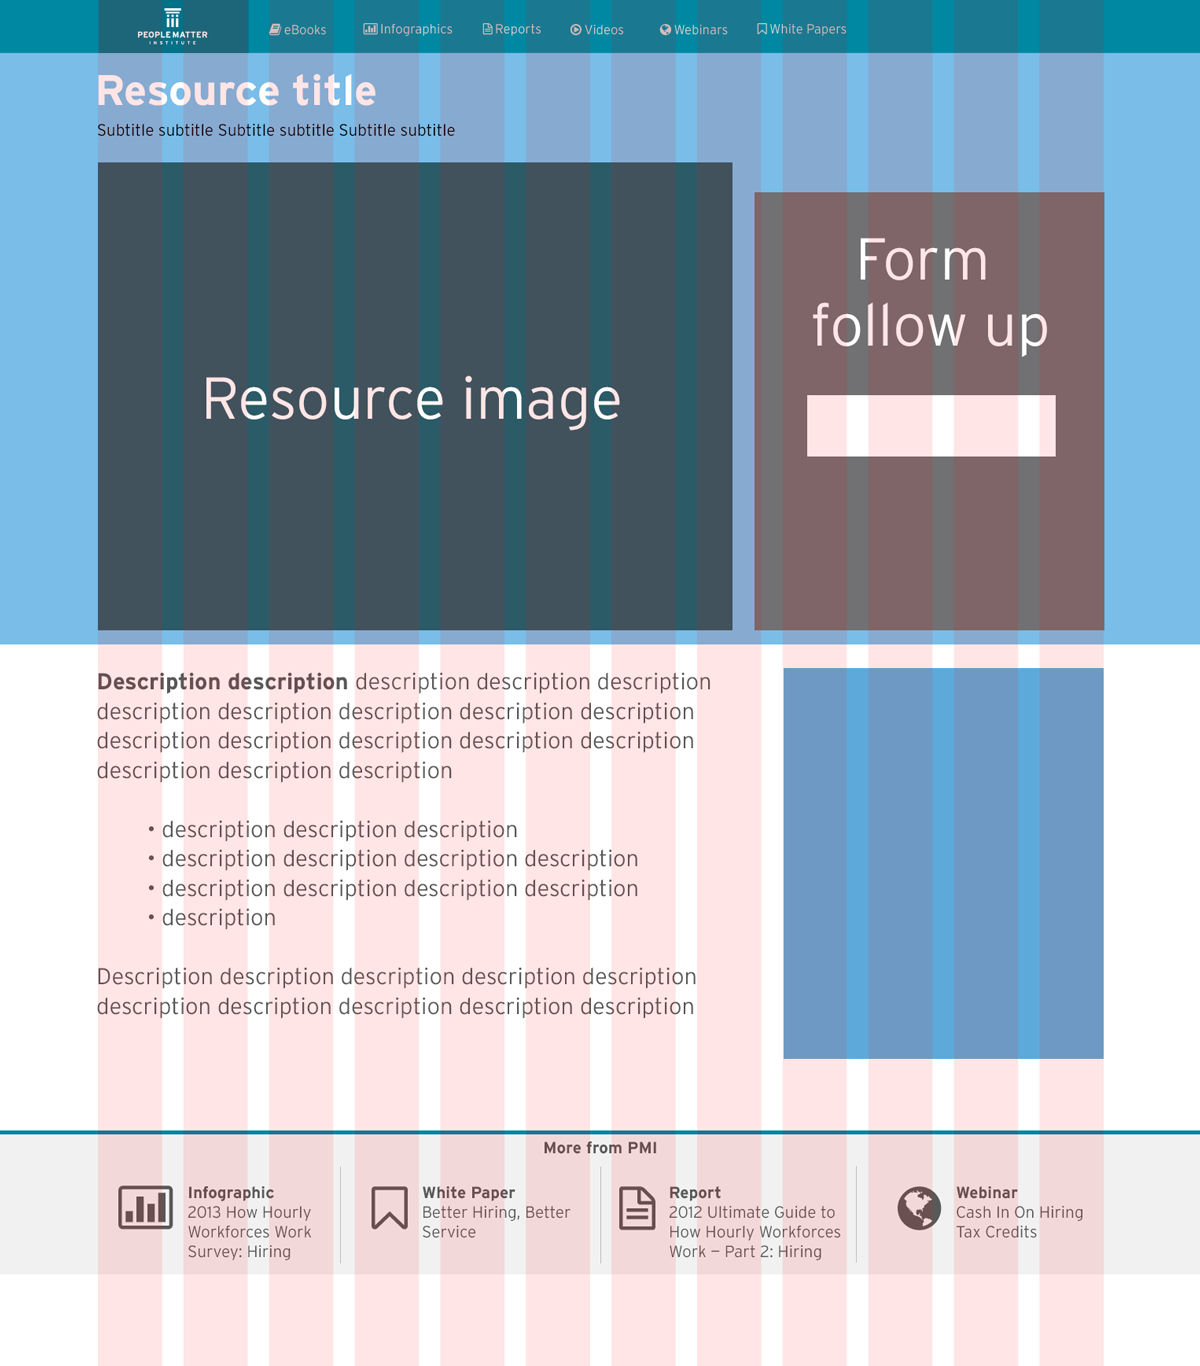 PEOPLEMATTER
INSTITUTE
eBooks
Infographics
Reports
Videos
Webinars
White Papers
Resource title
Subtitle subtitle Subtitle subtitle Subtitle subtitle
Resource image
Form
follow up
Description description description description description
description description description description description
description description description description description
description description description
• description description description
• description description description description
• description description description description
• description
Description description description description description
description description description description description
More from PMI
Infographic
2013 How Hourly
Workforces Work
Survey: Hiring
White Paper
Better Hiring, Better
Service
Report
2012 Ultimate Guide to
How Hourly Workforces
Work – Part 2: Hiring
Webinar
Cash In On Hiring
Tax Credits